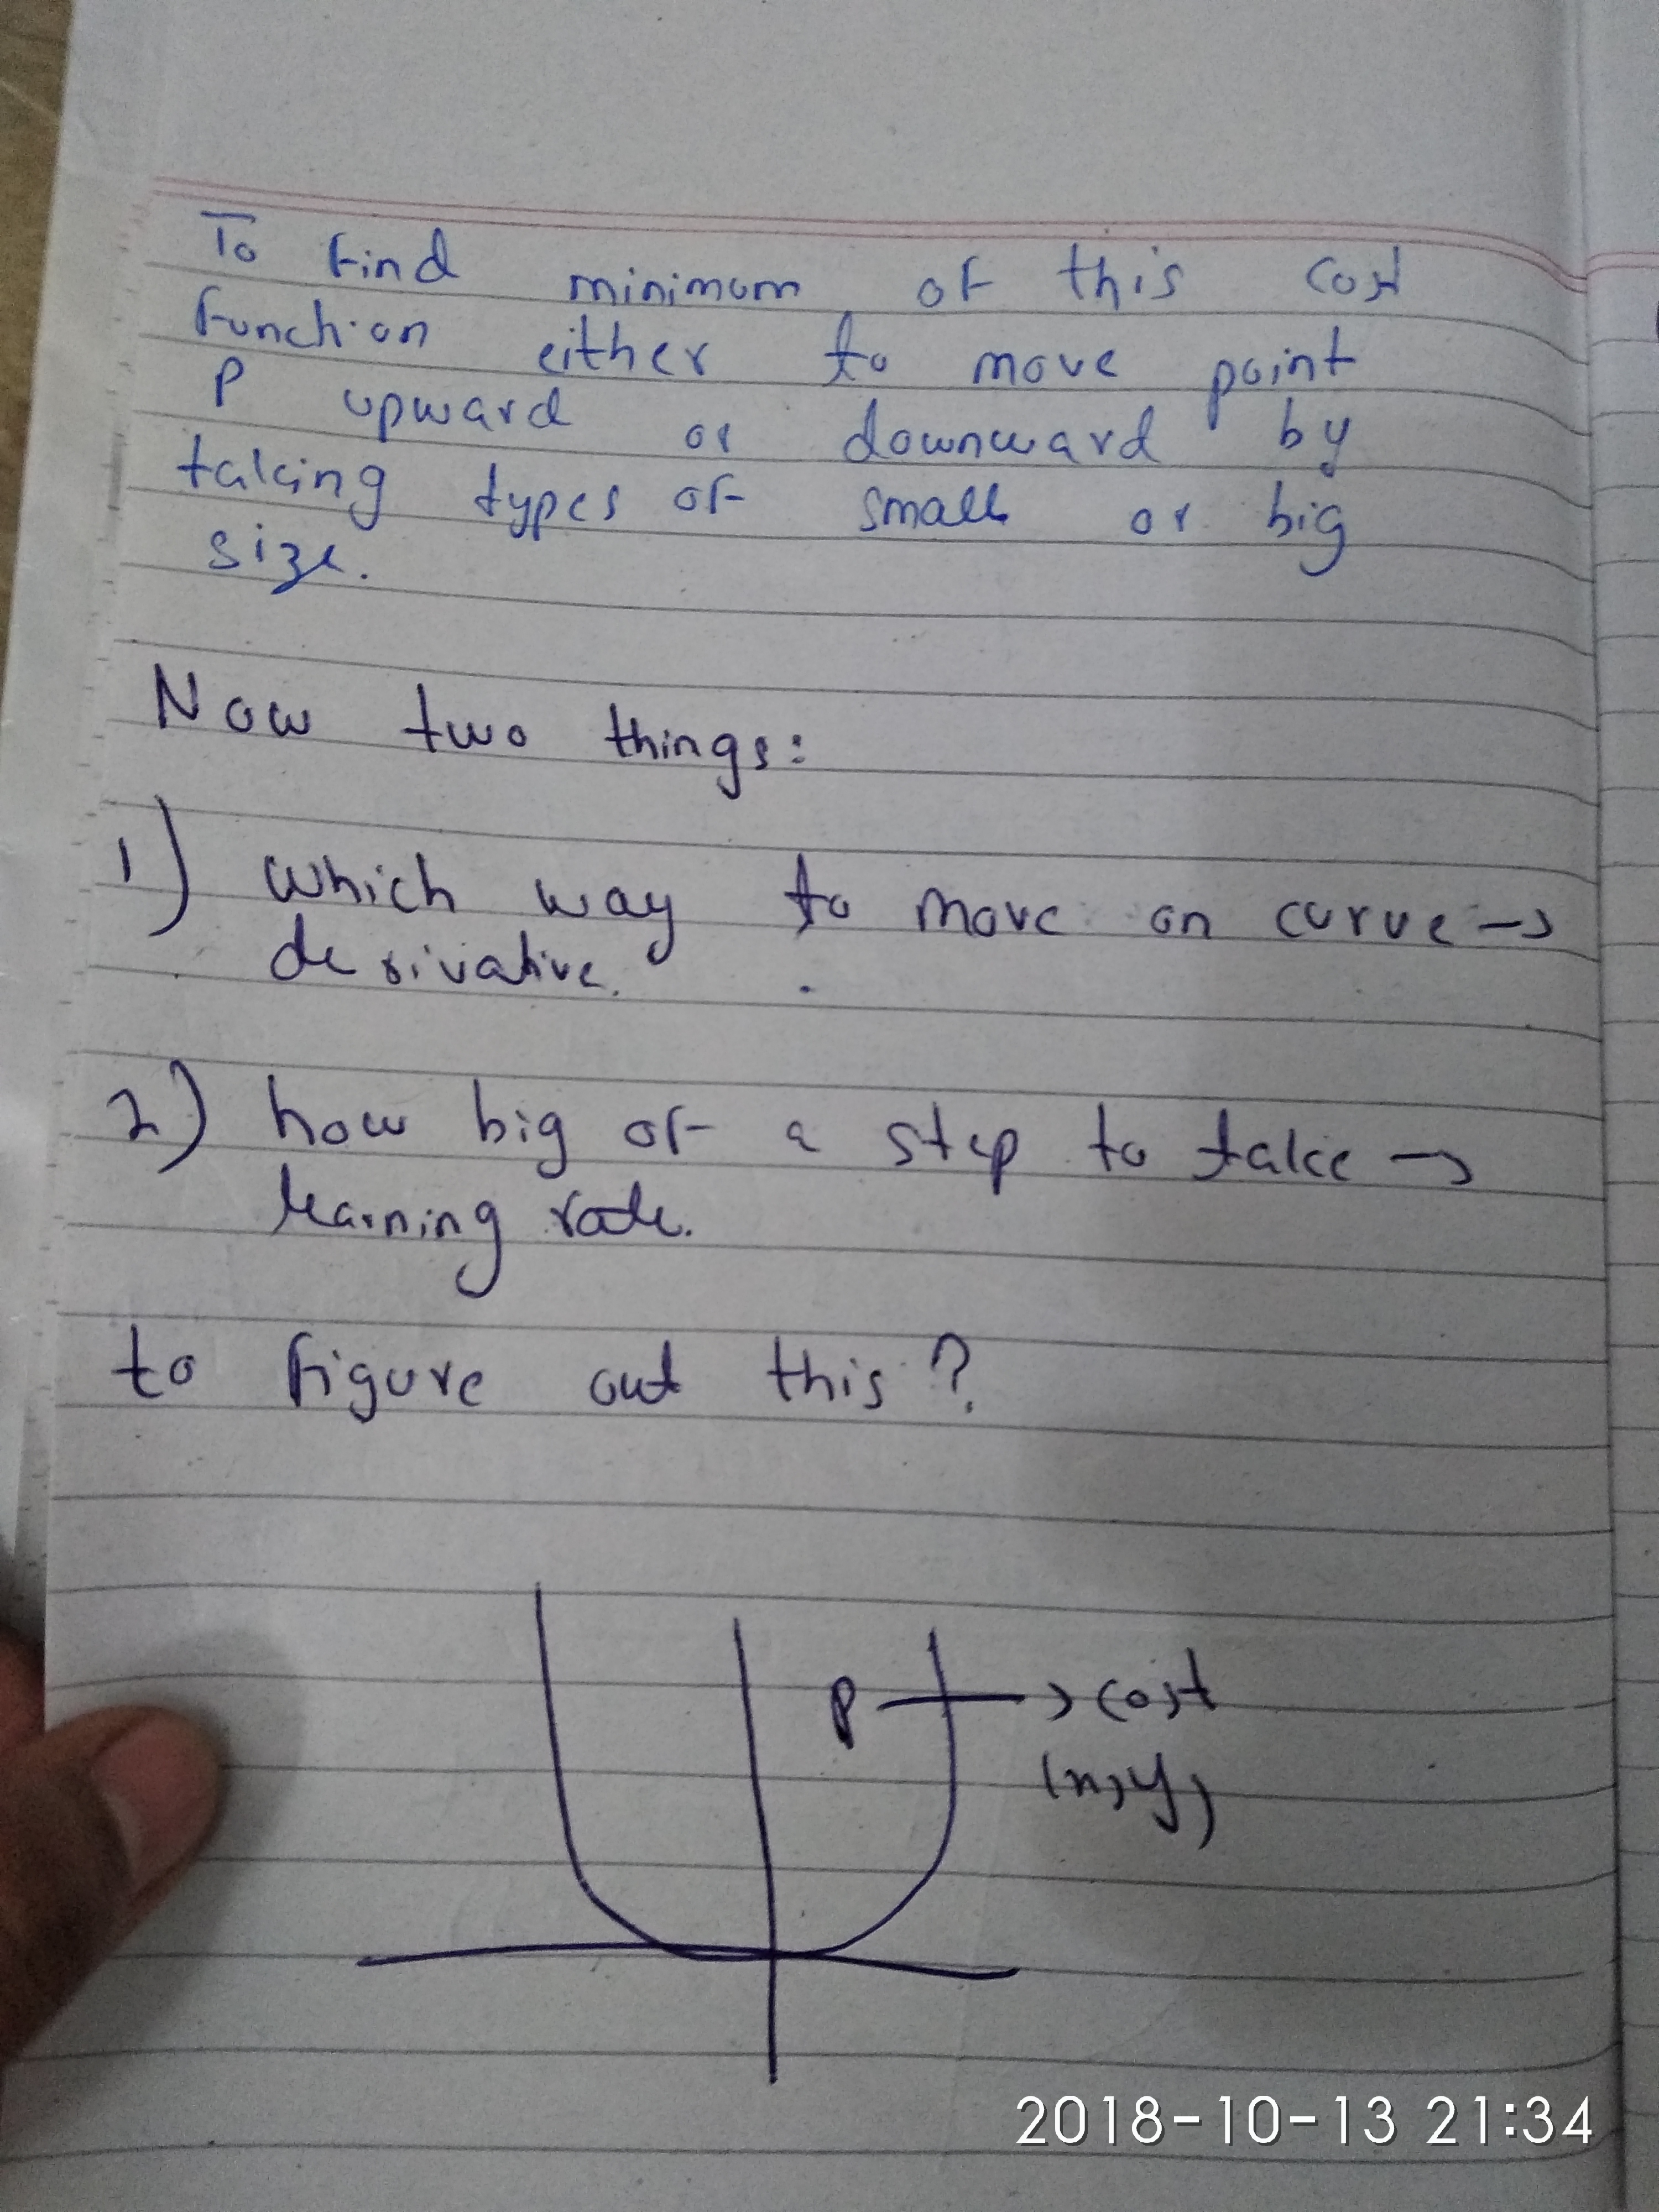 To find minimum of this cost
function either to move point
P upward or downward by
taking types of small or big
size.
Now two things:
1) which way to move on curve →
derivative.
2) how big of a step to take →
learning rate.
to figure out this?
P → cost
(x,y)
2018-10-13 21:34